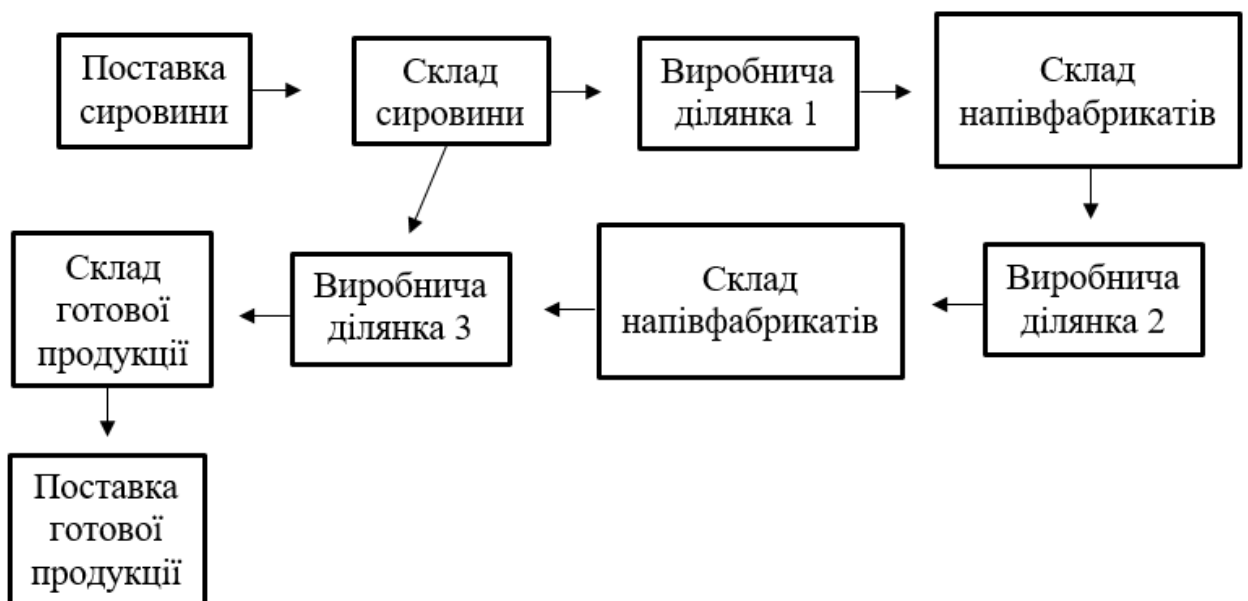 Поставка
сировини
Склад
сировини
Виробнича
ділянка 1
Склад
напівфабрикатів
Склад
готової
продукції
Виробнича
ділянка 3
Склад
напівфабрикатів
Виробнича
ділянка 2
Поставка
готової
продукції